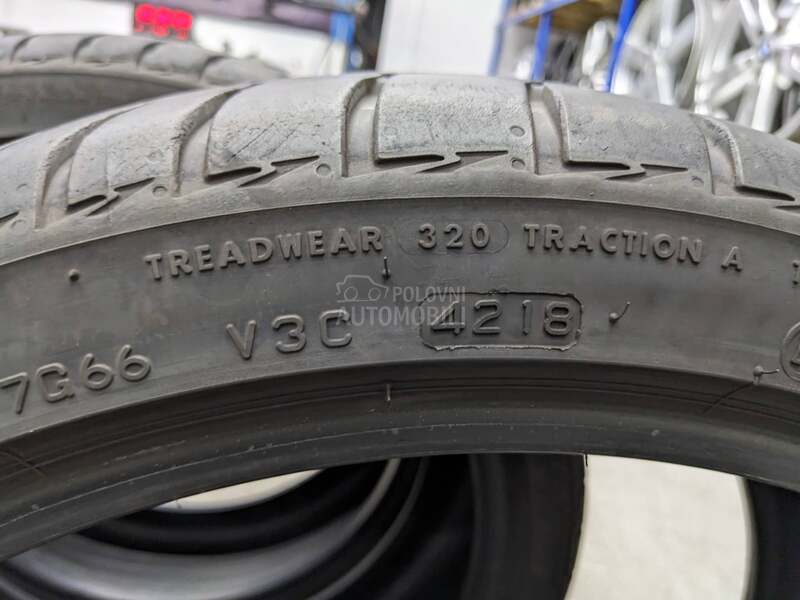 TREADWEAR 320 TRACTION A
POLOVNI
AUTOMOBILI
7G66 V3C 4218